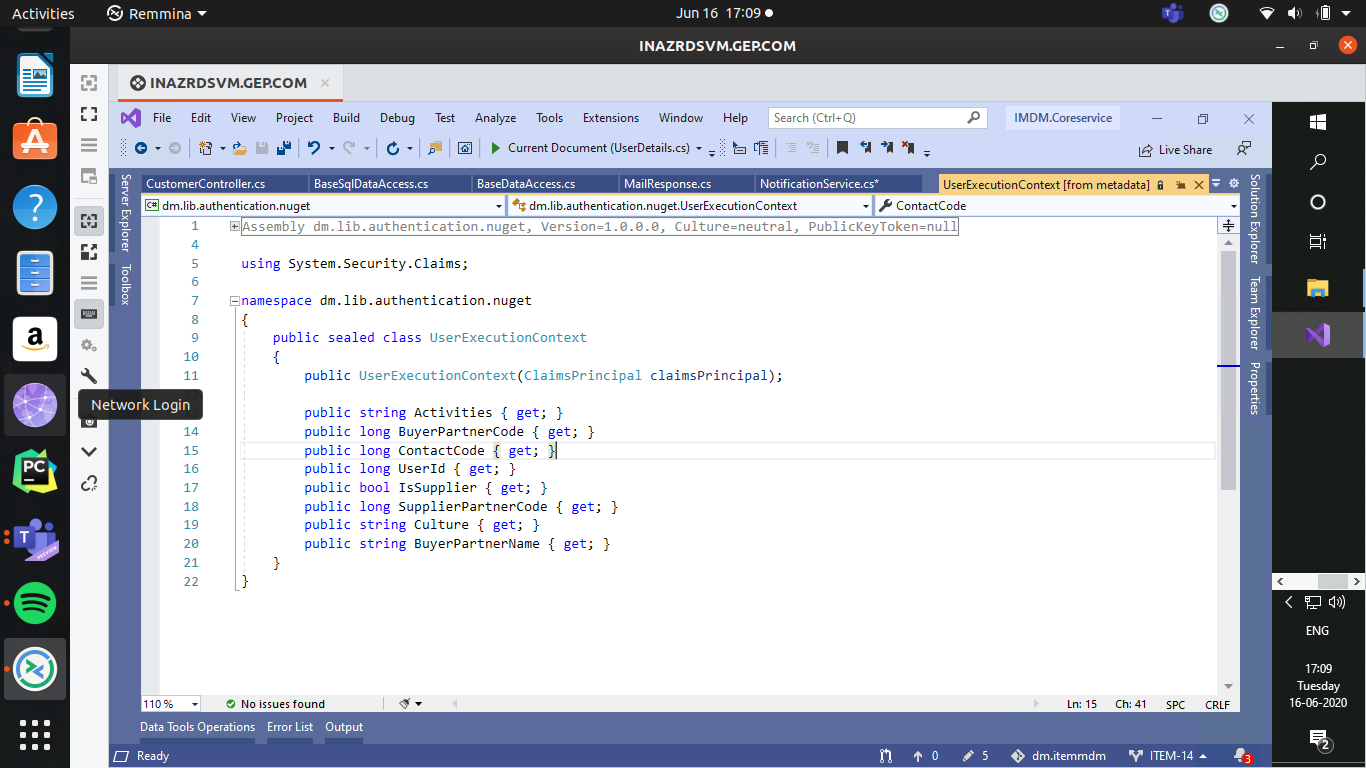 Activities
Remmina
Jun 16 17:09
INAZRDSVM.GEP.COM
INAZRDSVM.GEP.COM
File Edit View Project Build Debug Test Analyze Tools Extensions Window Help
Search (Ctrl+Q)
IMDM.Coreservice
Current Document (UserDetails.cs)
Live Share
Server Explorer
Toolbox
CustomerController.cs
BaseSqlDataAccess.cs
BaseDataAccess.cs
MailResponse.cs
NotificationService.cs*
UserExecutionContext [from metadata]
C# dm.lib.authentication.nuget
dm.lib.authentication.nuget.UserExecutionContext
ContactCode
1 Assembly dm.lib.authentication.nuget, Version=1.0.0.0, Culture=neutral, PublicKeyToken=null
4
5 using System.Security.Claims;
6
7 namespace dm.lib.authentication.nuget
8 {
9 public sealed class UserExecutionContext
10 {
11 public UserExecutionContext(ClaimsPrincipal claimsPrincipal);
public string Activities { get; }
14 public long BuyerPartnerCode { get; }
15 public long ContactCode { get; }
16 public long UserId { get; }
17 public bool IsSupplier { get; }
18 public long SupplierPartnerCode { get; }
19 public string Culture { get; }
20 public string BuyerPartnerName { get; }
21 }
22 }
Network Login
a
PC
T
PREVIEW
Solution Explorer
Team Explorer
Properties
110 %
No issues found
Ln: 15 Ch: 41 SPC CRLF
Data Tools Operations Error List Output
Ready
0
5
dm.itemmdm
ITEM-14
3
ENG
17:09
Tuesday
16-06-2020
2